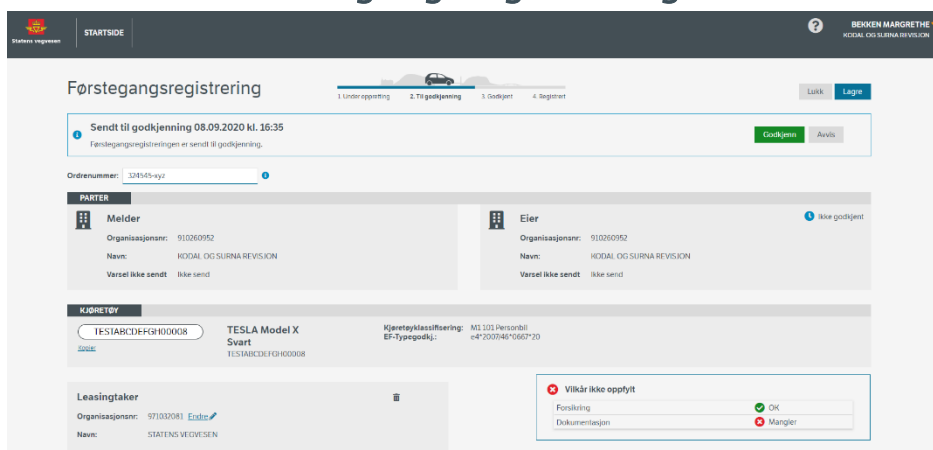 Statens vegvesen
STARTSIDE
?
BEKKEN MARGRETHE
KODAL OG SURNA REVISJON
Førstegangsregistrering
1. Under oppretting 2. Til godkjenning 3. Godkjent 4. Registrert
Lukk Lagre
Sendt til godkjenning 08.09.2020 kl. 16:35
Førstegangsregistreringen er sendt til godkjenning.
Godkjenn Avvis
Ordrenummer: 324545-xyz
PARTER
Melder
Organisasjonsnr: 910260952
Navn: KODAL OG SURNA REVISJON
Varsel ikke sendt Ikke send
Eier
Ikke godkjent
Organisasjonsnr: 910260952
Navn: KODAL OG SURNA REVISJON
Varsel ikke sendt Ikke send
KJØRETØY
TESTABCDEFGH00008
Kopier
TESLA Model X
Svart
TESTABCDEFGH00008
Kjøretøyklassifisering: M1 101 Personbil
EF-Typegodkj.: e4*2007/46*0667*20
Leasingtaker
Organisasjonsnr: 971032081 Endre
Navn: STATENS VEGVESEN
Vilkår ikke oppfylt
Forsikring OK
Dokumentasjon Mangler